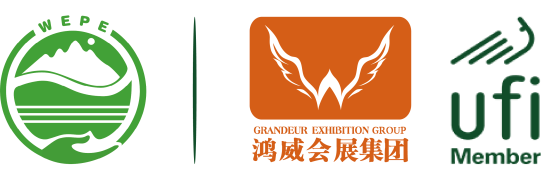 WEPE
GRANDEUR EXHIBITION GROUP
鸿威会展集团
ufi
Member